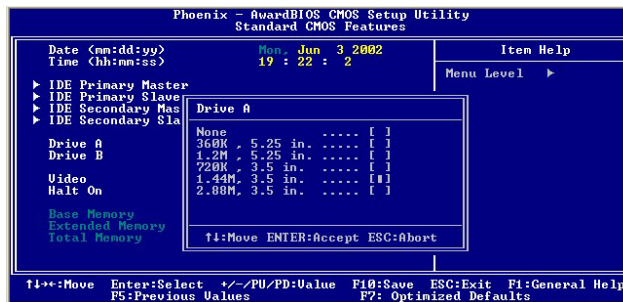 Phoenix - AwardBIOS CMOS Setup Utility
Standard CMOS Features
Date (mm:dd:yy) Mon, Jun 3 2002
Time (hh:mm:ss) 19 : 22 : 2
Item Help
Menu Level ▶
▶ IDE Primary Master
▶ IDE Primary Slave
▶ IDE Secondary Mas
▶ IDE Secondary Sla
Drive A
Drive B
Video
Halt On
Base Memory
Extended Memory
Total Memory
Drive A
None ..... [ ]
360K , 5.25 in. ..... [ ]
1.2M , 5.25 in. ..... [ ]
720K , 3.5 in. ..... [ ]
1.44M, 3.5 in. ..... [■]
2.88M, 3.5 in. ..... [ ]
↑↓:Move ENTER:Accept ESC:Abort
↑↓→←:Move Enter:Select +/-/PU/PD:Value F10:Save ESC:Exit F1:General Help
F5:Previous Values F7: Optimized Defaults